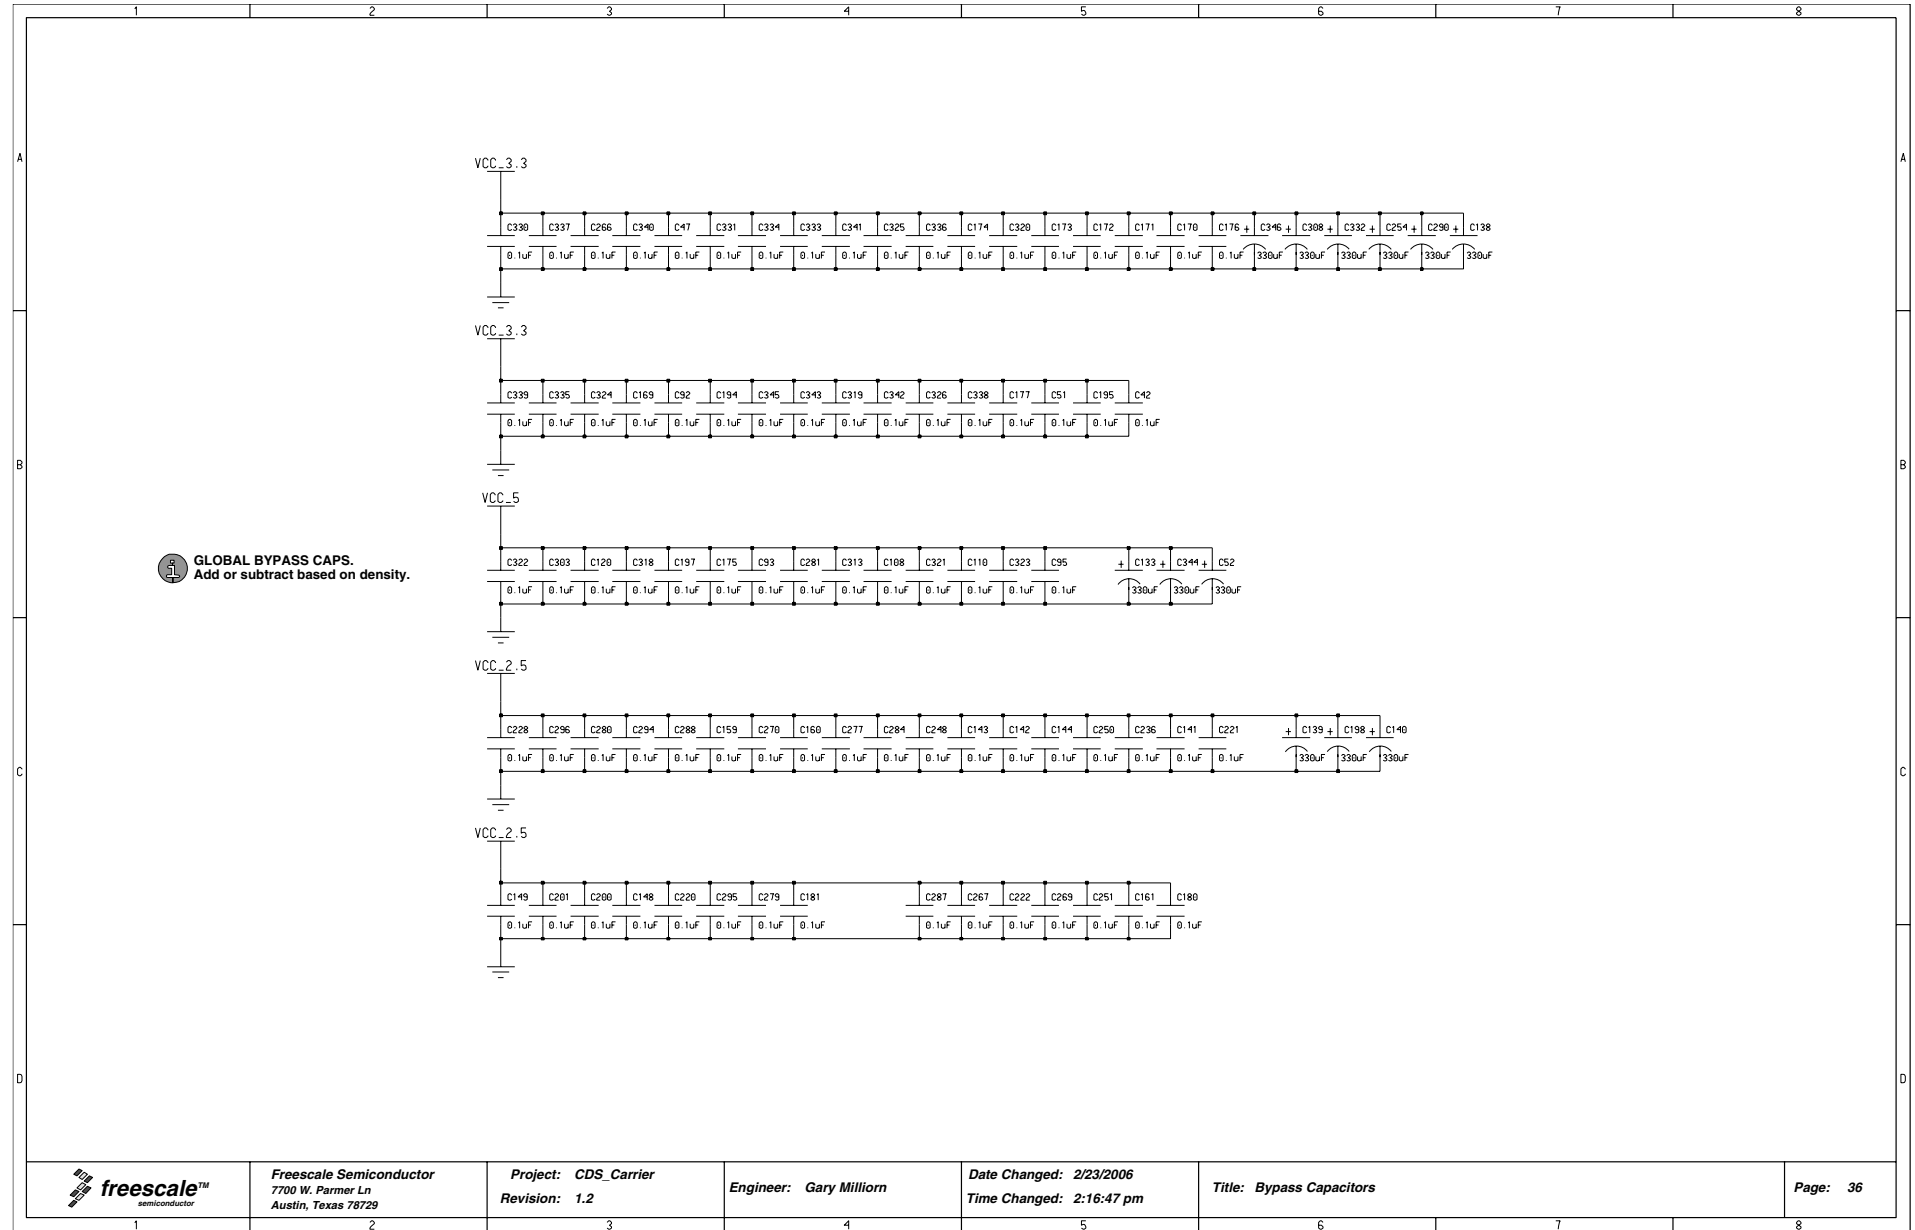 1 2 3 4 5 6 7 8
A A
VCC_3.3
C330 C337 C266 C340 C47 C331 C334 C333 C341 C325 C336 C174 C320 C173 C172 C171 C170 C176 + C346 + C308 + C332 + C254 + C290 + C138
0.1uF 0.1uF 0.1uF 0.1uF 0.1uF 0.1uF 0.1uF 0.1uF 0.1uF 0.1uF 0.1uF 0.1uF 0.1uF 0.1uF 0.1uF 0.1uF 0.1uF 0.1uF 330uF 330uF 330uF 330uF 330uF 330uF
VCC_3.3
C339 C335 C324 C169 C92 C194 C345 C343 C319 C342 C326 C338 C177 C51 C195 C42
0.1uF 0.1uF 0.1uF 0.1uF 0.1uF 0.1uF 0.1uF 0.1uF 0.1uF 0.1uF 0.1uF 0.1uF 0.1uF 0.1uF 0.1uF 0.1uF
B B
VCC_5
GLOBAL BYPASS CAPS.
Add or subtract based on density.
C322 C303 C120 C318 C197 C175 C93 C281 C313 C108 C321 C110 C323 C95 + C133 + C344 + C52
0.1uF 0.1uF 0.1uF 0.1uF 0.1uF 0.1uF 0.1uF 0.1uF 0.1uF 0.1uF 0.1uF 0.1uF 0.1uF 0.1uF 330uF 330uF 330uF
VCC_2.5
C228 C296 C280 C294 C288 C159 C270 C160 C277 C284 C248 C143 C142 C144 C250 C236 C141 C221 + C139 + C198 + C140
0.1uF 0.1uF 0.1uF 0.1uF 0.1uF 0.1uF 0.1uF 0.1uF 0.1uF 0.1uF 0.1uF 0.1uF 0.1uF 0.1uF 0.1uF 0.1uF 0.1uF 0.1uF 330uF 330uF 330uF
C C
VCC_2.5
C149 C201 C200 C148 C220 C295 C279 C181 C287 C267 C222 C269 C251 C161 C180
0.1uF 0.1uF 0.1uF 0.1uF 0.1uF 0.1uF 0.1uF 0.1uF 0.1uF 0.1uF 0.1uF 0.1uF 0.1uF 0.1uF 0.1uF
D D
freescale™
semiconductor
Freescale Semiconductor
7700 W. Parmer Ln
Austin, Texas 78729
Project: CDS_Carrier
Revision: 1.2
Engineer: Gary Milliorn
Date Changed: 2/23/2006
Time Changed: 2:16:47 pm
Title: Bypass Capacitors
Page: 36
1 2 3 4 5 6 7 8